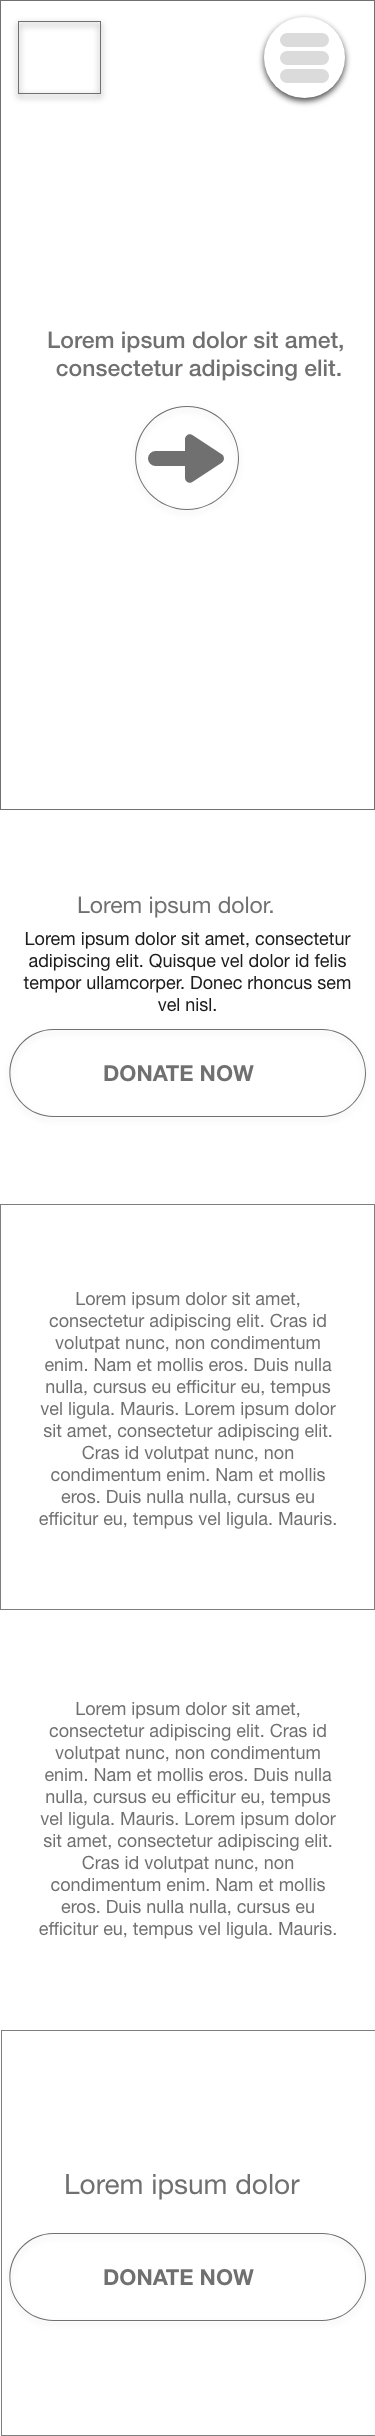 Lorem ipsum dolor sit amet,
consectetur adipiscing elit.
Lorem ipsum dolor.
Lorem ipsum dolor sit amet, consectetur
adipiscing elit. Quisque vel dolor id felis
tempor ullamcorper. Donec rhoncus sem
vel nisl.
DONATE NOW
Lorem ipsum dolor sit amet,
consectetur adipiscing elit. Cras id
volutpat nunc, non condimentum
enim. Nam et mollis eros. Duis nulla
nulla, cursus eu efficitur eu, tempus
vel ligula. Mauris. Lorem ipsum dolor
sit amet, consectetur adipiscing elit.
Cras id volutpat nunc, non
condimentum enim. Nam et mollis
eros. Duis nulla nulla, cursus eu
efficitur eu, tempus vel ligula. Mauris.
Lorem ipsum dolor sit amet,
consectetur adipiscing elit. Cras id
volutpat nunc, non condimentum
enim. Nam et mollis eros. Duis nulla
nulla, cursus eu efficitur eu, tempus
vel ligula. Mauris. Lorem ipsum dolor
sit amet, consectetur adipiscing elit.
Cras id volutpat nunc, non
condimentum enim. Nam et mollis
eros. Duis nulla nulla, cursus eu
efficitur eu, tempus vel ligula. Mauris.
Lorem ipsum dolor
DONATE NOW